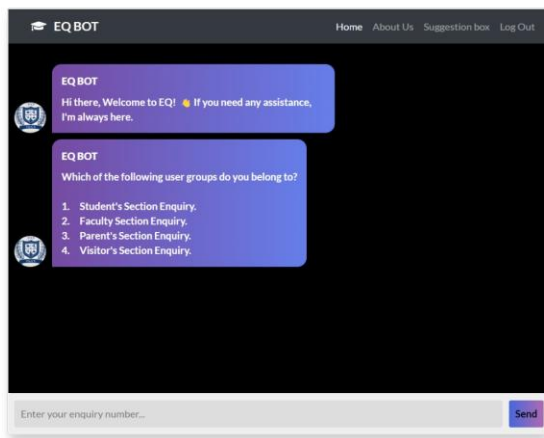 EQ BOT
Home About Us Suggestion box Log Out
EQ BOT
Hi there, Welcome to EQ! 👋 If you need any assistance,
I'm always here.
EQ BOT
Which of the following user groups do you belong to?
1. Student's Section Enquiry.
2. Faculty Section Enquiry.
3. Parent's Section Enquiry.
4. Visitor's Section Enquiry.
Enter your enquiry number...
Send